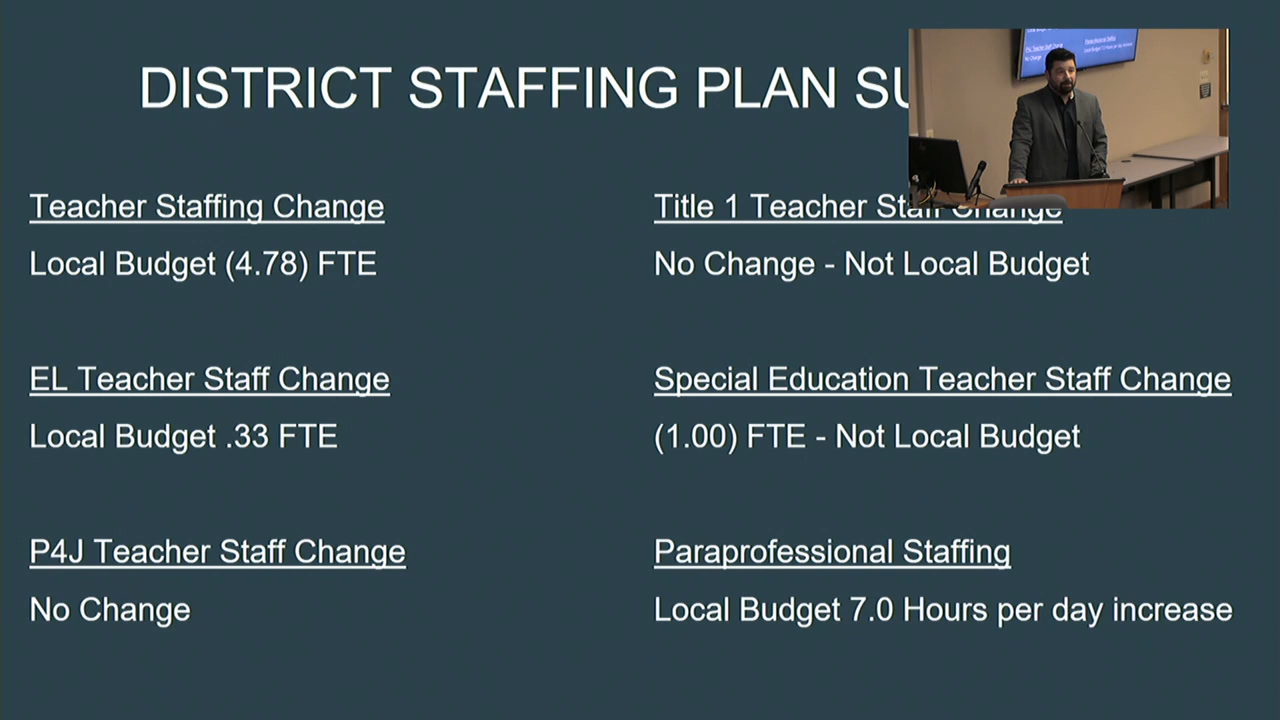 DISTRICT STAFFING PLAN
Teacher Staffing Change
Local Budget (4.78) FTE
Title 1 Teacher Staff Change
No Change - Not Local Budget
EL Teacher Staff Change
Local Budget .33 FTE
Special Education Teacher Staff Change
(1.00) FTE - Not Local Budget
P4J Teacher Staff Change
No Change
Paraprofessional Staffing
Local Budget 7.0 Hours per day increase